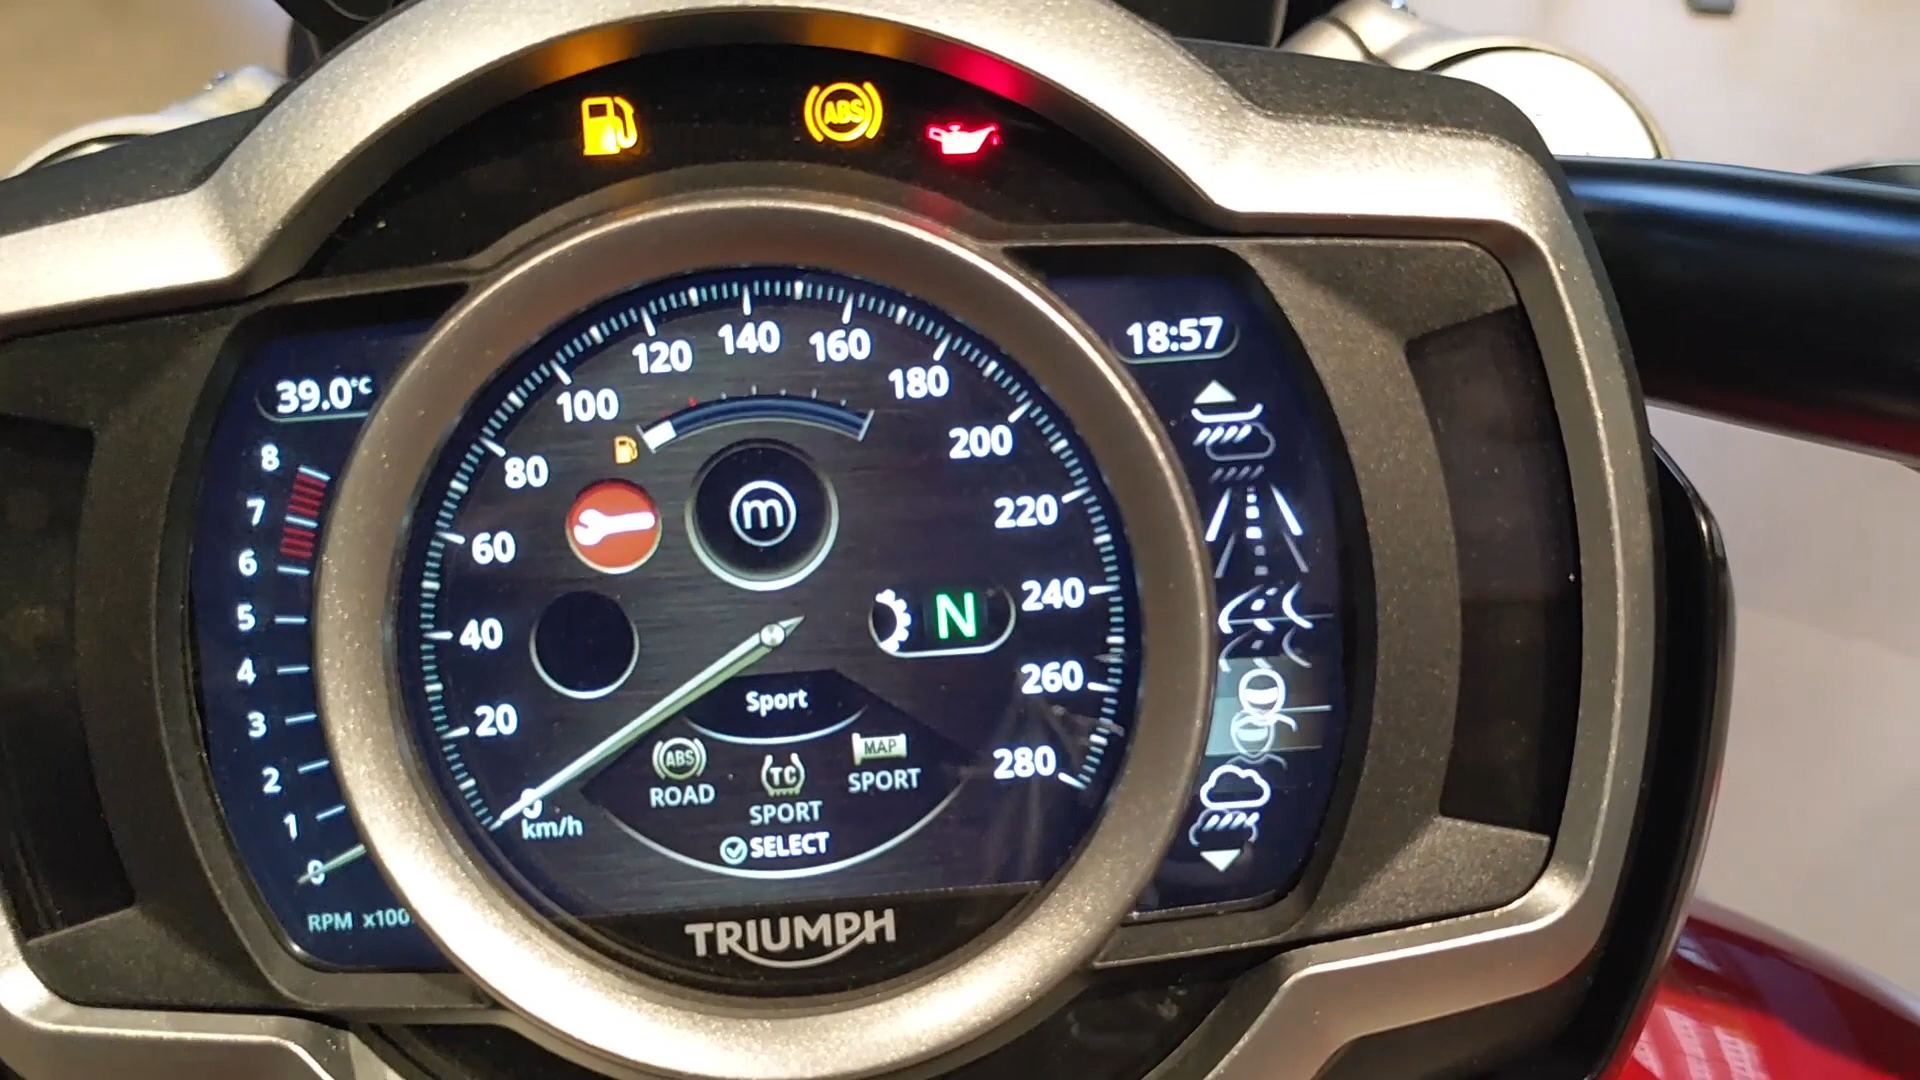 ABS
39.0°C
18:57
8
7
6
5
4
3
2
1
0
RPM x100
0
20
40
60
80
100
120
140
160
180
200
220
240
260
280
km/h
m
N
Sport
ABS
ROAD
TC
SPORT
MAP
SPORT
SELECT
TRIUMPH